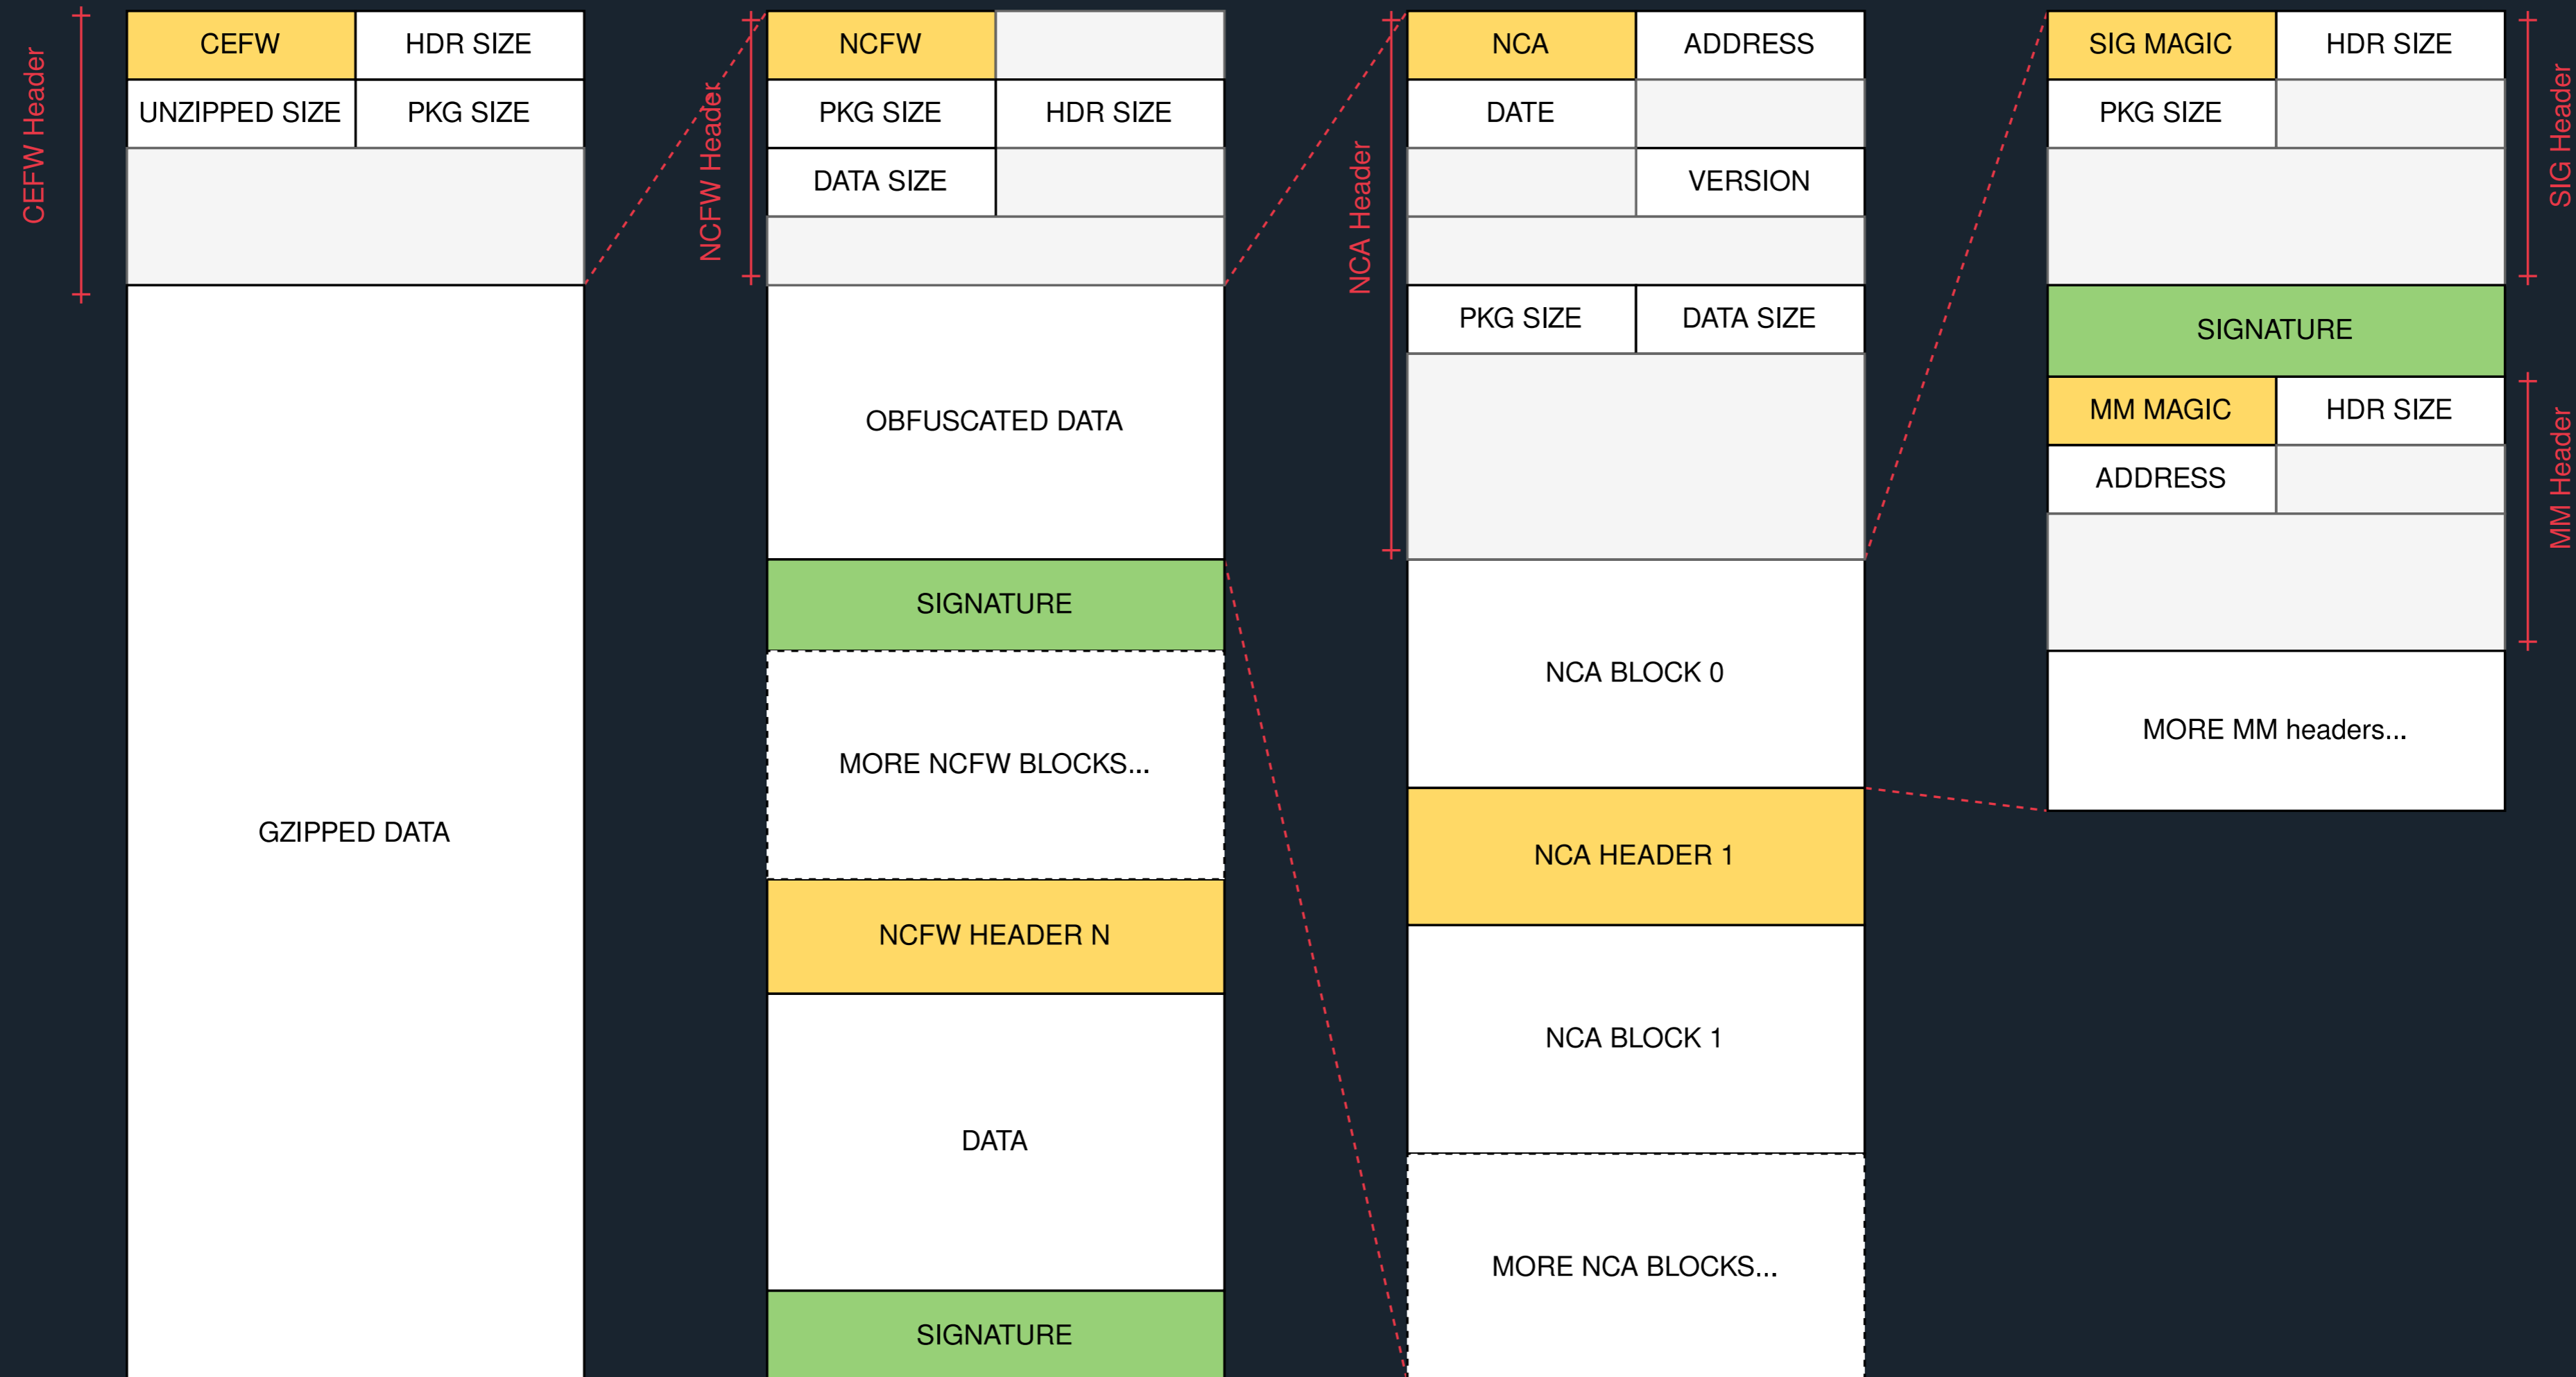 CEFW Header
CEFW
HDR SIZE
UNZIPPED SIZE
PKG SIZE
GZIPPED DATA
NCFW Header
NCFW
PKG SIZE
HDR SIZE
DATA SIZE
OBFUSCATED DATA
SIGNATURE
MORE NCFW BLOCKS...
NCFW HEADER N
DATA
SIGNATURE
NCA Header
NCA
ADDRESS
DATE
VERSION
PKG SIZE
DATA SIZE
NCA BLOCK 0
NCA HEADER 1
NCA BLOCK 1
MORE NCA BLOCKS...
SIG MAGIC
HDR SIZE
PKG SIZE
SIG Header
SIGNATURE
MM MAGIC
HDR SIZE
ADDRESS
MM Header
MORE MM headers...